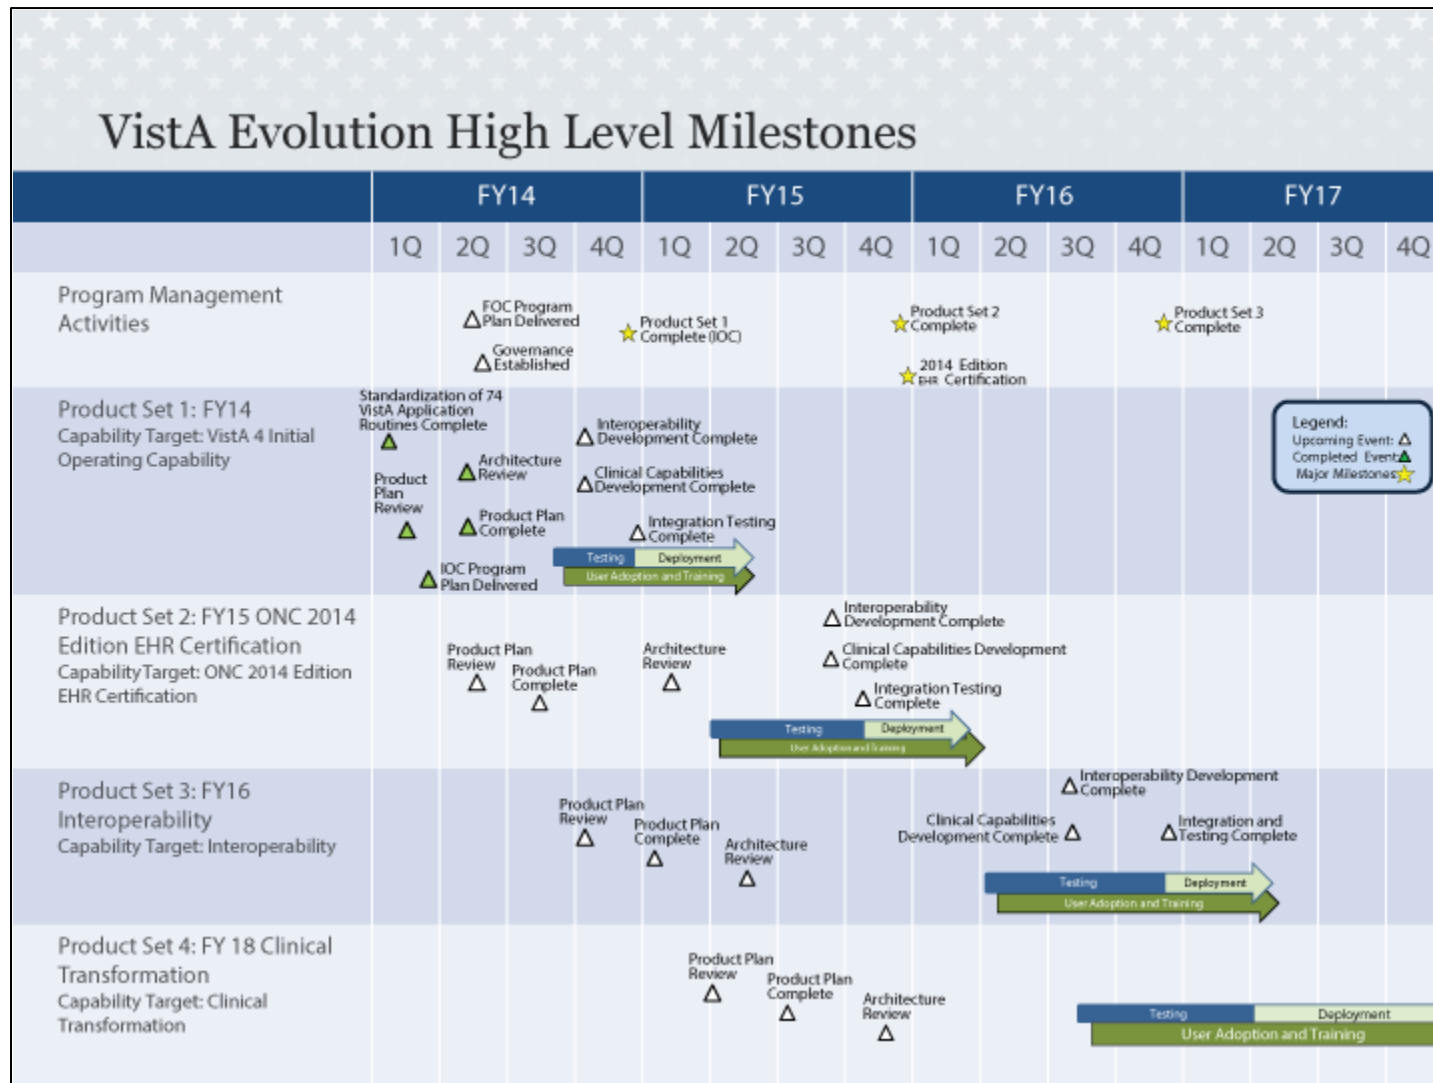 VistA Evolution High Level Milestones
FY14
FY15
FY16
FY17
1Q
2Q
3Q
4Q
1Q
2Q
3Q
4Q
1Q
2Q
3Q
4Q
1Q
2Q
3Q
4Q
Program Management
Activities
FOC Program
Plan Delivered
Governance
Established
Product Set 1
Complete (IOC)
Product Set 2
Complete
2014 Edition
EHR Certification
Product Set 3
Complete
Product Set 1: FY14
Capability Target: VistA 4 Initial
Operating Capability
Standardization of 74
VistA Application
Routines Complete
Product
Plan
Review
Architecture
Review
Product Plan
Complete
IOC Program
Plan Delivered
Interoperability
Development Complete
Clinical Capabilities
Development Complete
Integration Testing
Complete
Testing
Deployment
User Adoption and Training
Legend:
Upcoming Event:
Completed Event:
Major Milestones:
Product Set 2: FY15 ONC 2014
Edition EHR Certification
Capability Target: ONC 2014 Edition
EHR Certification
Product Plan
Review
Product Plan
Complete
Architecture
Review
Interoperability
Development Complete
Clinical Capabilities Development
Complete
Integration Testing
Complete
Testing
Deployment
User Adoption and Training
Product Set 3: FY16
Interoperability
Capability Target: Interoperability
Product Plan
Review
Product Plan
Complete
Architecture
Review
Interoperability Development
Complete
Clinical Capabilities
Development Complete
Integration and
Testing Complete
Testing
Deployment
User Adoption and Training
Product Set 4: FY 18 Clinical
Transformation
Capability Target: Clinical
Transformation
Product Plan
Review
Product Plan
Complete
Architecture
Review
Testing
Deployment
User Adoption and Training